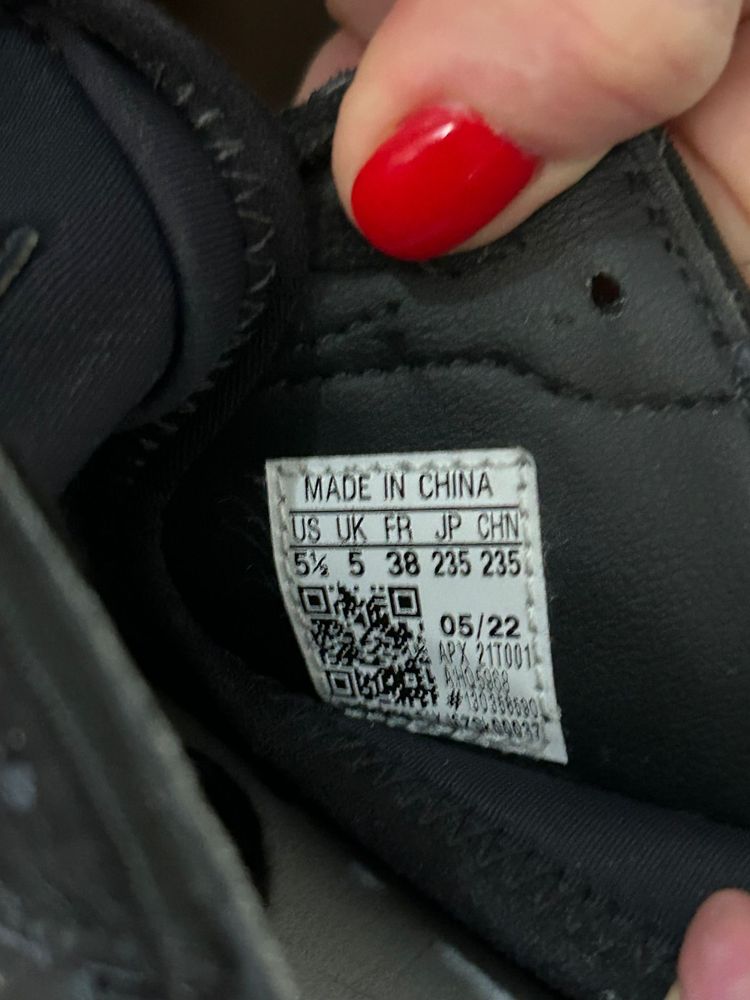 MADE IN CHINA
US UK FR JP CHN
5½ 5 38 235 235
05/22
APX 21T001